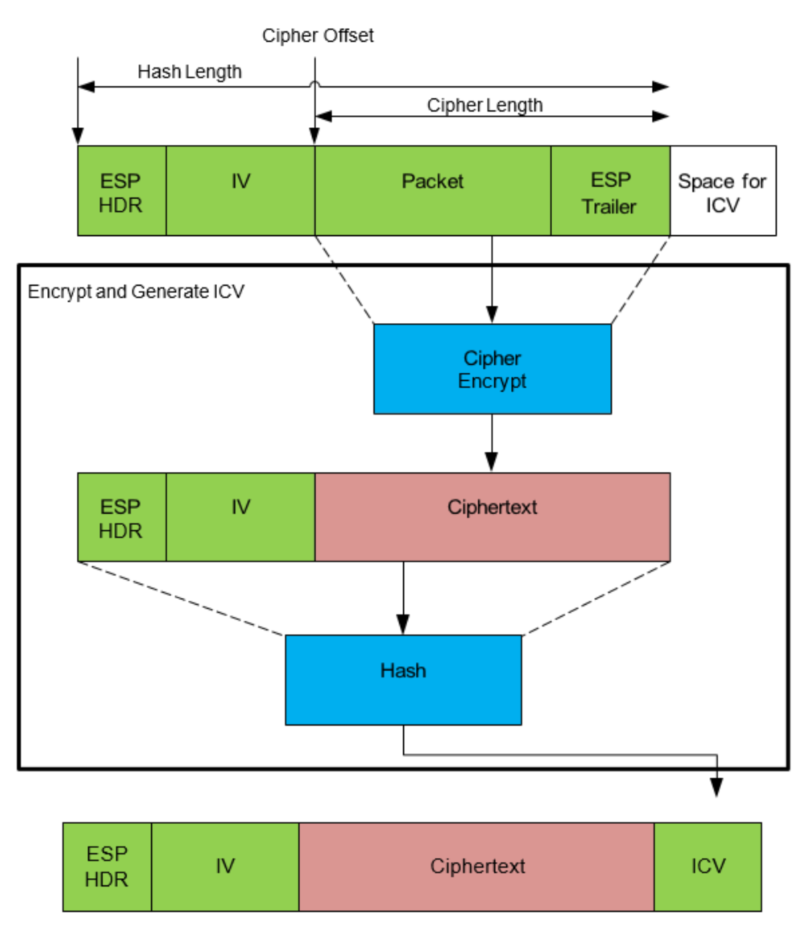 Cipher Offset
Hash Length
Cipher Length
ESP
HDR
IV
Packet
ESP
Trailer
Space for
ICV
Encrypt and Generate ICV
Cipher
Encrypt
ESP
HDR
IV
Ciphertext
Hash
ESP
HDR
IV
Ciphertext
ICV